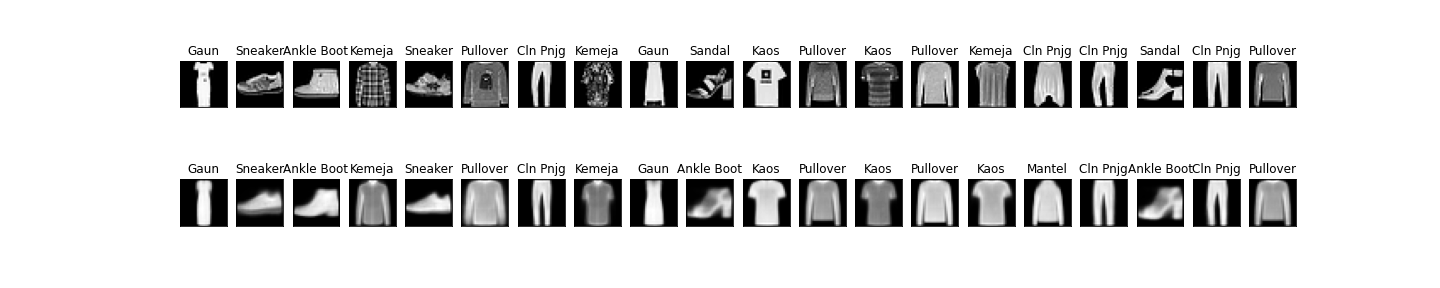 Gaun Sneaker Ankle Boot Kemeja Sneaker Pullover Cln Pnjg Kemeja Gaun Sandal Kaos Pullover Kaos Pullover Kemeja Cln Pnjg Cln Pnjg Sandal Cln Pnjg Pullover
Gaun Sneaker Ankle Boot Kemeja Sneaker Pullover Cln Pnjg Kemeja Gaun Ankle Boot Kaos Pullover Kaos Pullover Kaos Mantel Cln Pnjg Ankle Boot Cln Pnjg Pullover